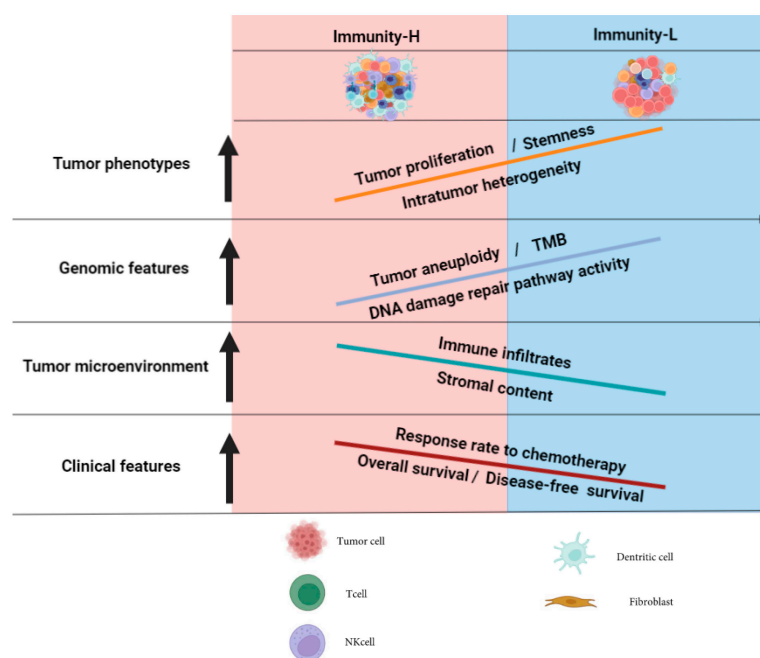 Immunity-H
Immunity-L
Tumor phenotypes
Tumor proliferation / Stemness
Intratumor heterogeneity
Genomic features
Tumor aneuploidy / TMB
DNA damage repair pathway activity
Tumor microenvironment
Immune infiltrates
Stromal content
Clinical features
Response rate to chemotherapy
Overall survival / Disease-free survival
Tumor cell
Dentritic cell
Tcell
Fibroblast
NKcell